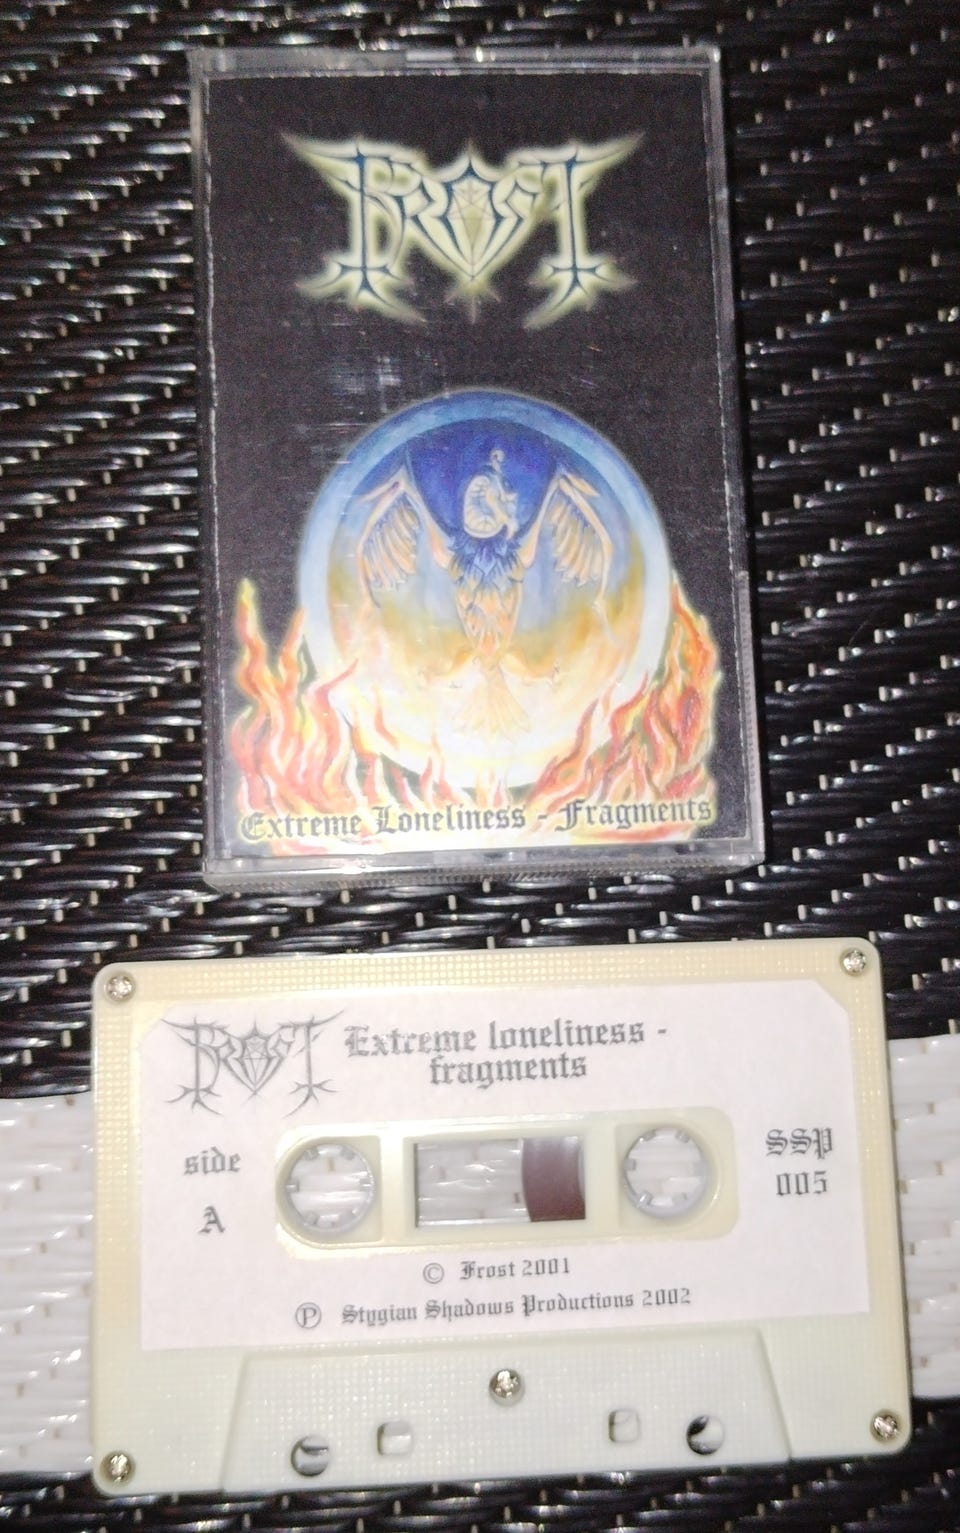 FROST
Extreme Loneliness - Fragments
FROST
Extreme loneliness -
fragments
side
A
SSP
005
© Frost 2001
℗ Stygian Shadows Productions 2002